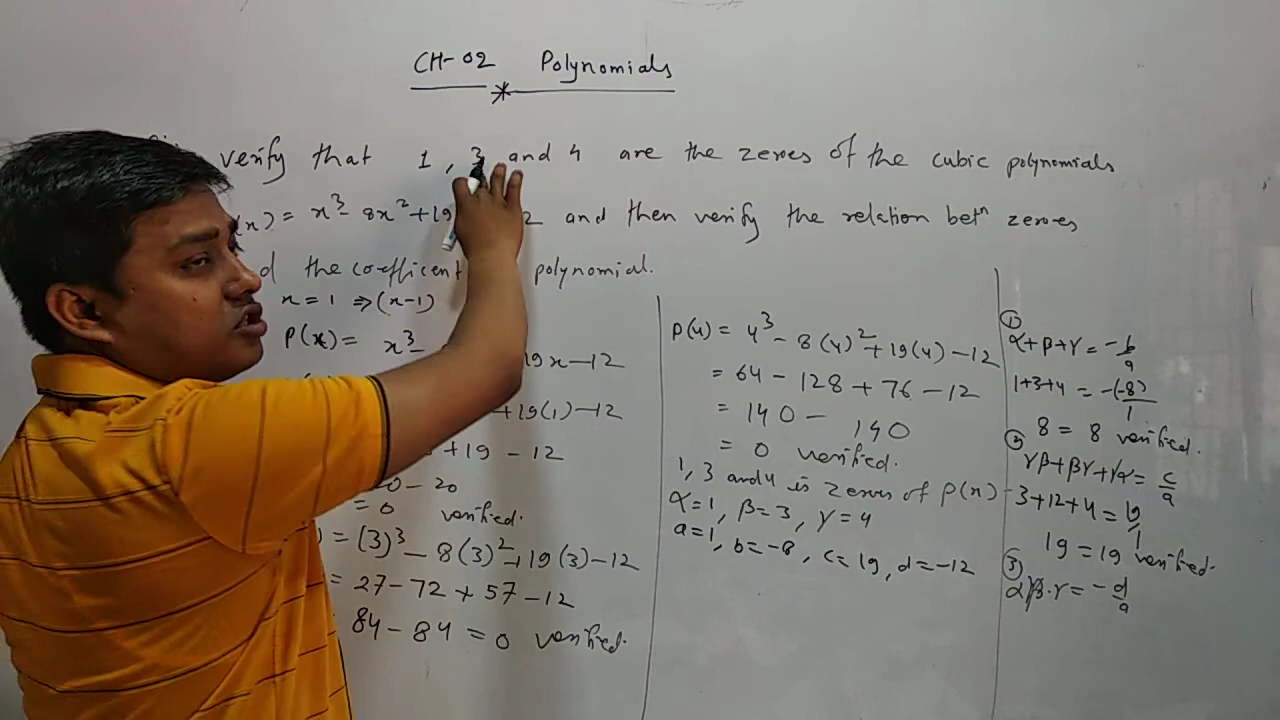 CH-02 Polynomials
verify that 1, 3 and 4 are the zeroes of the cubic polynomials
(x) = x³ - 8x² + 19 2 and then verify the relation betⁿ zeroes
d the coefficient polynomial.
x = 1 ⇒ (x-1)
P(x) = x³ - 19x - 12
+ 19(1) - 12
+ 19 - 12
0 - 20
= 0 verified.
) = (3)³ - 8(3)² + 19(3) - 12
= 27 - 72 + 57 - 12
84 - 84 = 0 verified.
P(4) = 4³ - 8(4)² + 19(4) - 12
= 64 - 128 + 76 - 12
= 140 - 140
= 0 verified.
1, 3 and 4 is zeroes of P(x)
α = 1, β = 3, γ = 4
a = 1, b = -8, c = 19, d = -12
①
α + β + γ = -b/a
1 + 3 + 4 = -(-8)/1
8 = 8 verified.
②
αβ + βγ + γα = c/a
3 + 12 + 4 = 19/1
19 = 19 verified.
③
αβ.γ = -d/a